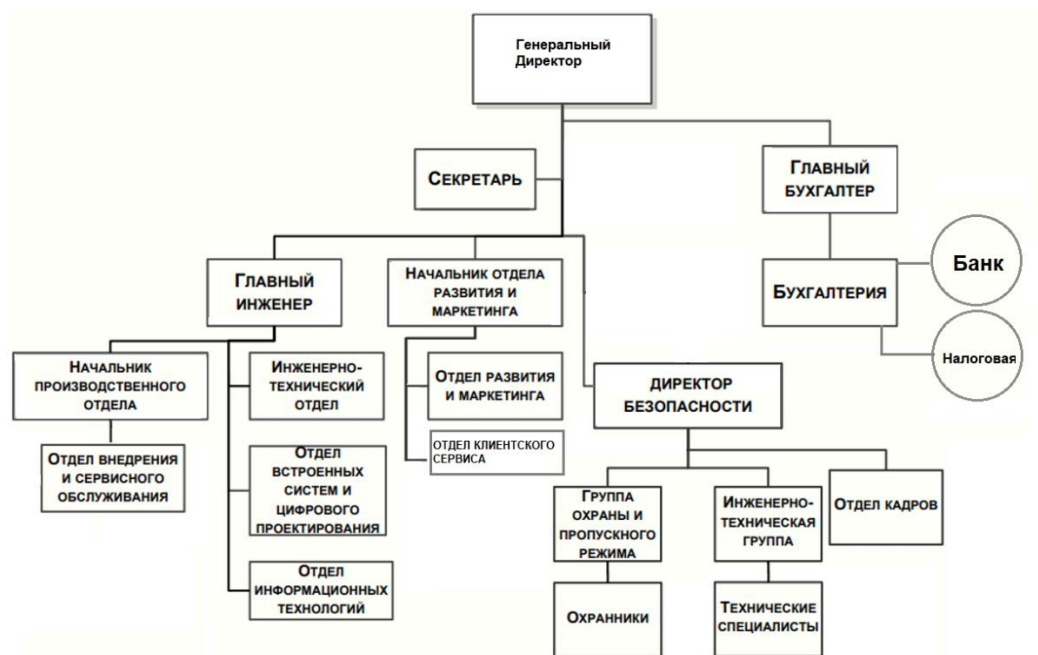 Генеральный
Директор
СЕКРЕТАРЬ
ГЛАВНЫЙ
БУХГАЛТЕР
ГЛАВНЫЙ
ИНЖЕНЕР
НАЧАЛЬНИК ОТДЕЛА
РАЗВИТИЯ И
МАРКЕТИНГА
БУХГАЛТЕРИЯ
Банк
Налоговая
НАЧАЛЬНИК
ПРОИЗВОДСТВЕННОГО
ОТДЕЛА
ИНЖЕНЕРНО-
ТЕХНИЧЕСКИЙ
ОТДЕЛ
ОТДЕЛ РАЗВИТИЯ
И МАРКЕТИНГА
ДИРЕКТОР
БЕЗОПАСНОСТИ
ОТДЕЛ КЛИЕНТСКОГО
СЕРВИСА
ОТДЕЛ ВНЕДРЕНИЯ
И СЕРВИСНОГО
ОБСЛУЖИВАНИЯ
ОТДЕЛ
ВСТРОЕННЫХ
СИСТЕМ И
ЦИФРОВОГО
ПРОЕКТИРОВАНИЯ
ГРУППА
ОХРАНЫ И
ПРОПУСКНОГО
РЕЖИМА
ИНЖЕНЕРНО-
ТЕХНИЧЕСКАЯ
ГРУППА
ОТДЕЛ КАДРОВ
ОТДЕЛ
ИНФОРМАЦИОННЫХ
ТЕХНОЛОГИЙ
ОХРАННИКИ
ТЕХНИЧЕСКИЕ
СПЕЦИАЛИСТЫ